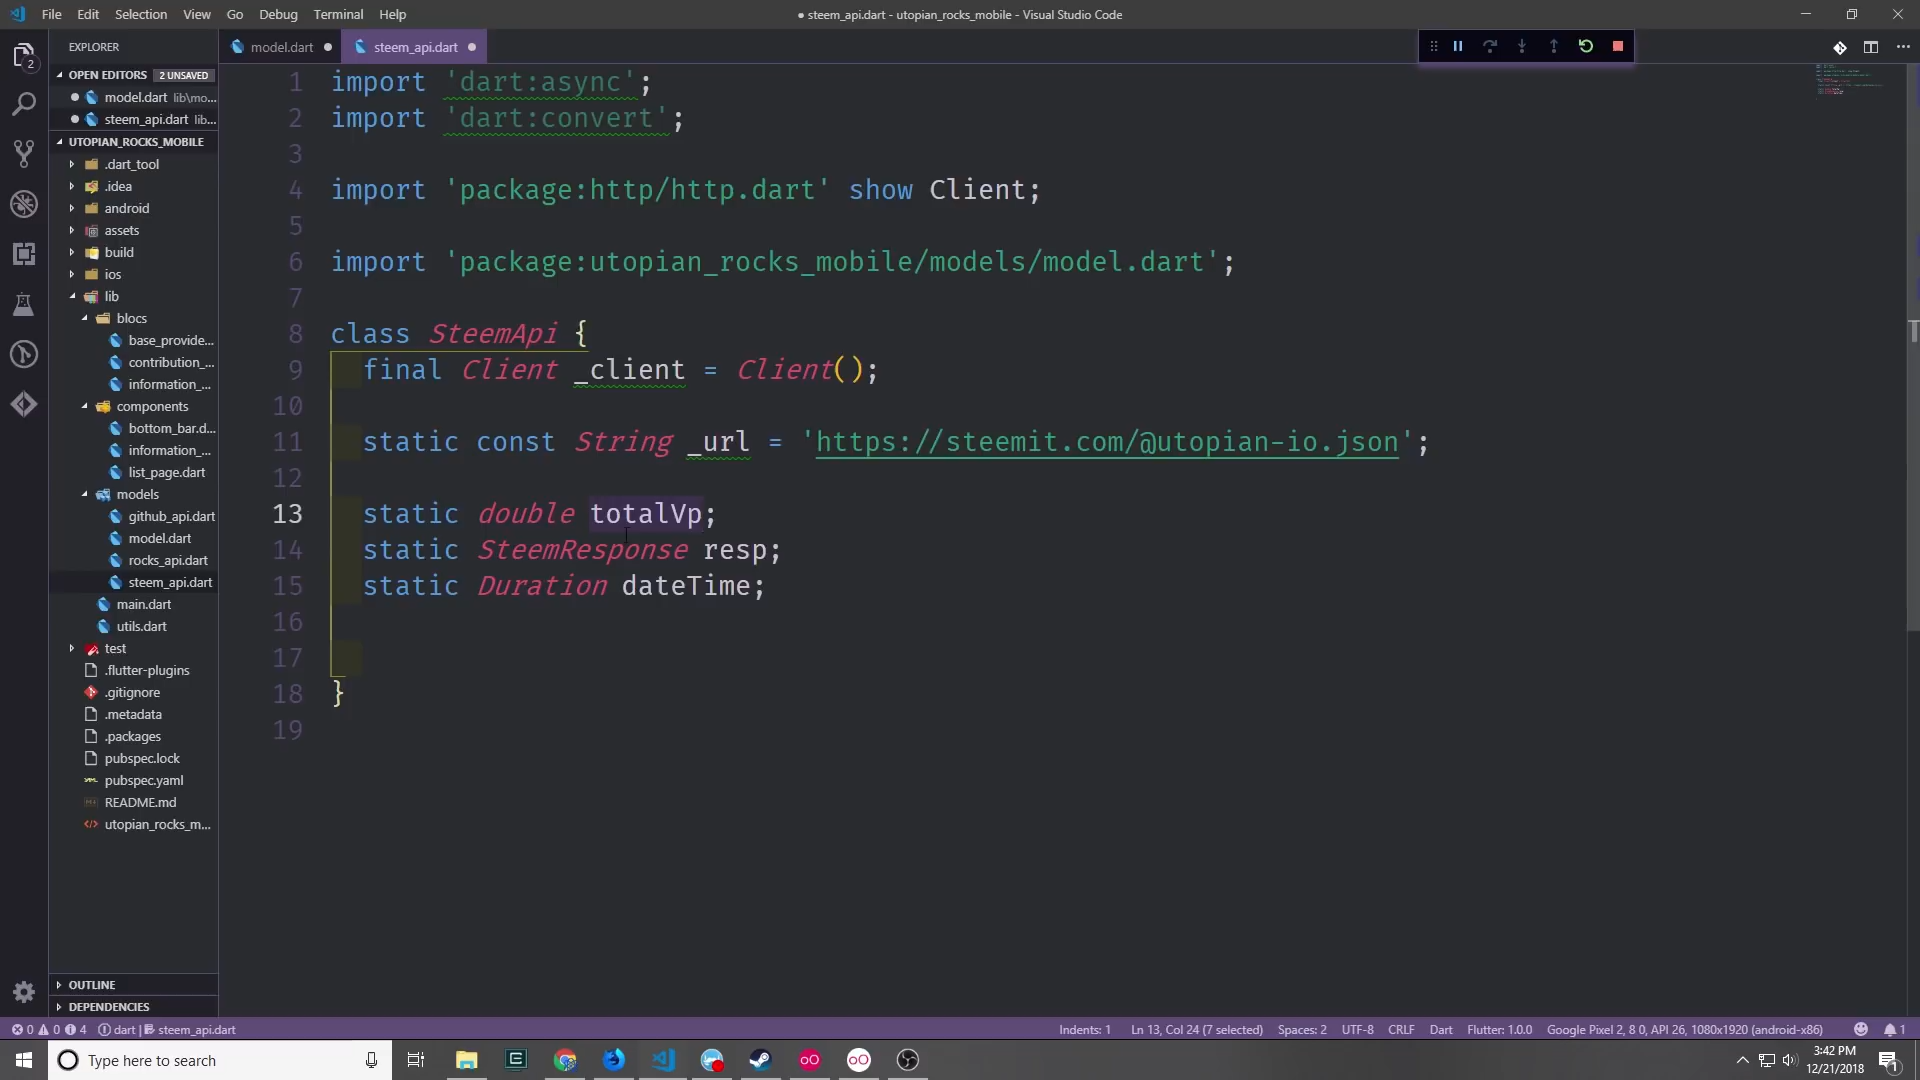 File Edit Selection View Go Debug Terminal Help
● steem_api.dart - utopian_rocks_mobile - Visual Studio Code
EXPLORER
model.dart
steem_api.dart
OPEN EDITORS 2 UNSAVED
model.dart lib\mo...
steem_api.dart lib...
UTOPIAN_ROCKS_MOBILE
.dart_tool
.idea
android
assets
build
ios
lib
blocs
base_provide...
contribution_...
information_...
components
bottom_bar.d...
information_...
list_page.dart
models
github_api.dart
model.dart
rocks_api.dart
steem_api.dart
main.dart
utils.dart
test
.flutter-plugins
.gitignore
.metadata
.packages
pubspec.lock
pubspec.yaml
README.md
utopian_rocks_m...
OUTLINE
DEPENDENCIES
2
1 import 'dart:async';
2 import 'dart:convert';
3
4 import 'package:http/http.dart' show Client;
5
6 import 'package:utopian_rocks_mobile/models/model.dart';
7
8 class SteemApi {
9 final Client _client = Client();
10
11 static const String _url = 'https://steemit.com/@utopian-io.json';
12
13 static double totalVp;
14 static SteemResponse resp;
15 static Duration dateTime;
16
17
18 }
19
0 0 4 dart | steem_api.dart
Indents: 1 Ln 13, Col 24 (7 selected) Spaces: 2 UTF-8 CRLF Dart Flutter: 1.0.0 Google Pixel 2, 8 0, API 26, 1080x1920 (android-x86) 1
Type here to search
3:42 PM
12/21/2018
1